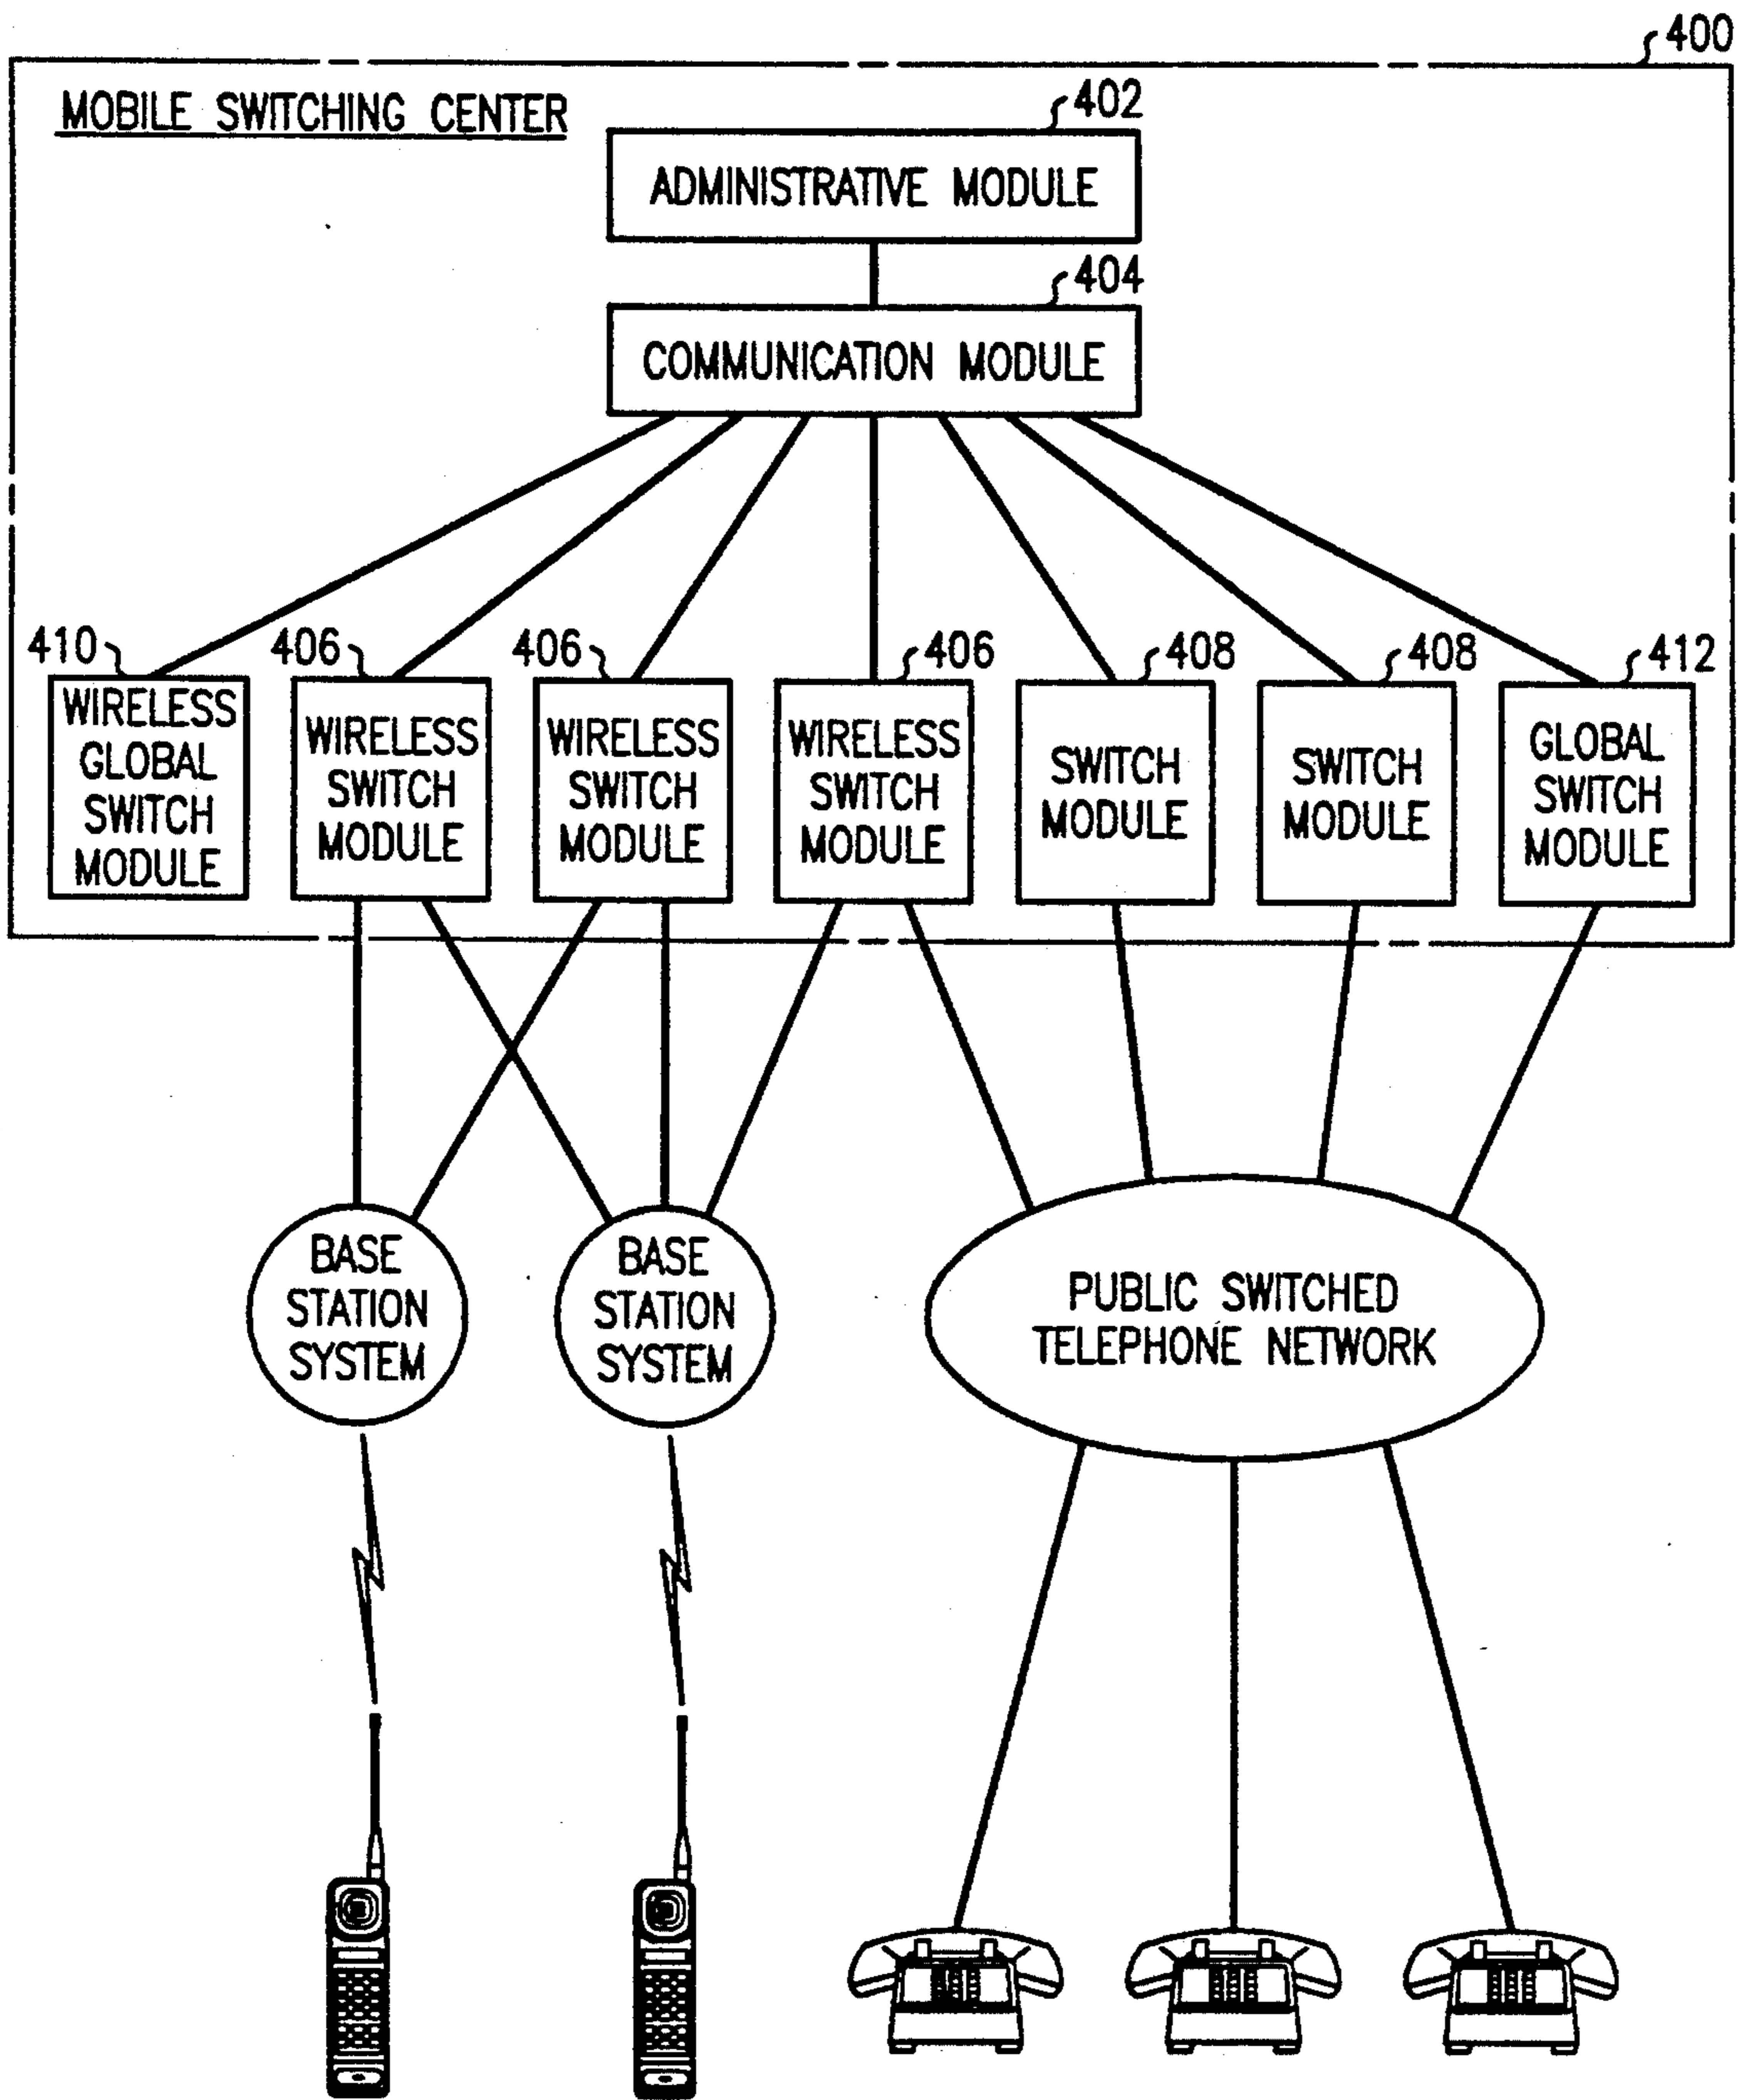 400
MOBILE SWITCHING CENTER
402
ADMINISTRATIVE MODULE
404
COMMUNICATION MODULE
410
WIRELESS
GLOBAL
SWITCH
MODULE
406
WIRELESS
SWITCH
MODULE
406
WIRELESS
SWITCH
MODULE
406
WIRELESS
SWITCH
MODULE
408
SWITCH
MODULE
408
SWITCH
MODULE
412
GLOBAL
SWITCH
MODULE
BASE
STATION
SYSTEM
BASE
STATION
SYSTEM
PUBLIC SWITCHED
TELEPHONE NETWORK